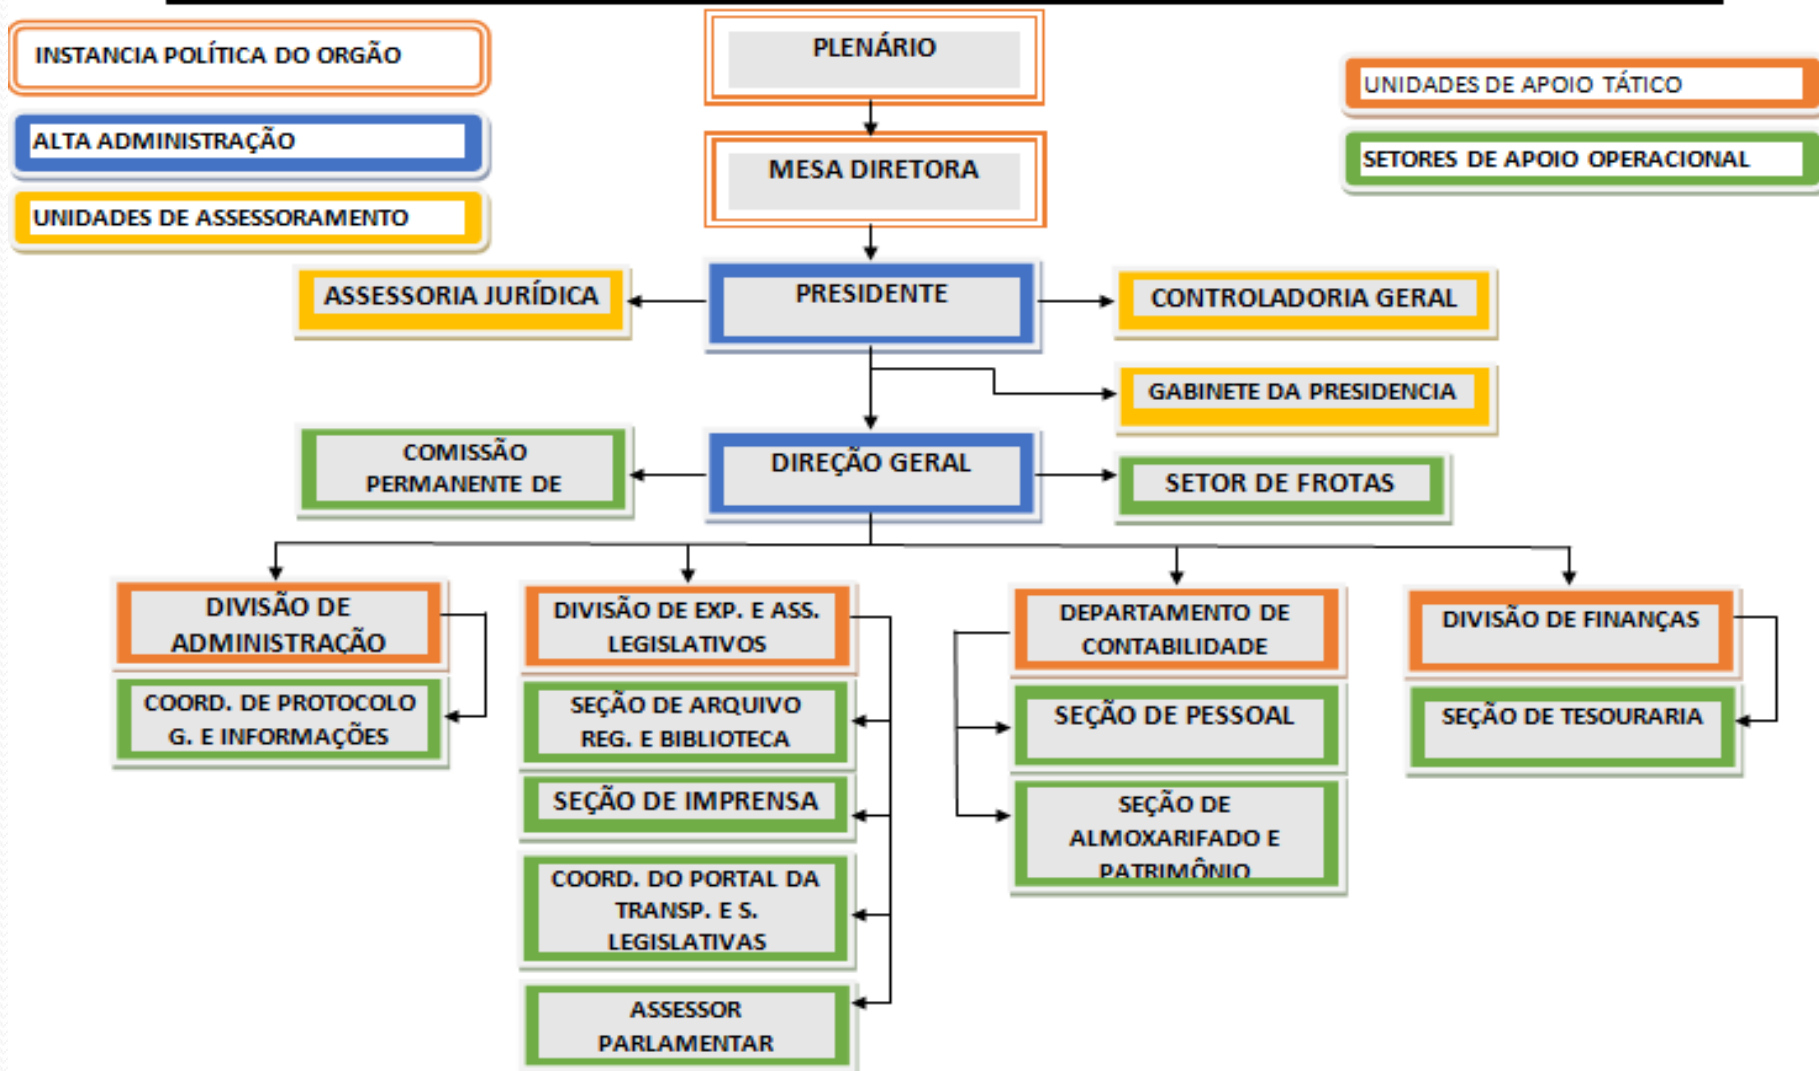 INSTANCIA POLÍTICA DO ORGÃO
ALTA ADMINISTRAÇÃO
UNIDADES DE ASSESSORAMENTO
PLENÁRIO
MESA DIRETORA
UNIDADES DE APOIO TÁTICO
SETORES DE APOIO OPERACIONAL
ASSESSORIA JURÍDICA
PRESIDENTE
CONTROLADORIA GERAL
GABINETE DA PRESIDENCIA
COMISSÃO
PERMANENTE DE
DIREÇÃO GERAL
SETOR DE FROTAS
DIVISÃO DE
ADMINISTRAÇÃO
COORD. DE PROTOCOLO
G. E INFORMAÇÕES
DIVISÃO DE EXP. E ASS.
LEGISLATIVOS
SEÇÃO DE ARQUIVO
REG. E BIBLIOTECA
SEÇÃO DE IMPRENSA
COORD. DO PORTAL DA
TRANSP. E S.
LEGISLATIVAS
ASSESSOR
PARLAMENTAR
DEPARTAMENTO DE
CONTABILIDADE
SEÇÃO DE PESSOAL
SEÇÃO DE
ALMOXARIFADO E
PATRIMÔNIO
DIVISÃO DE FINANÇAS
SEÇÃO DE TESOURARIA